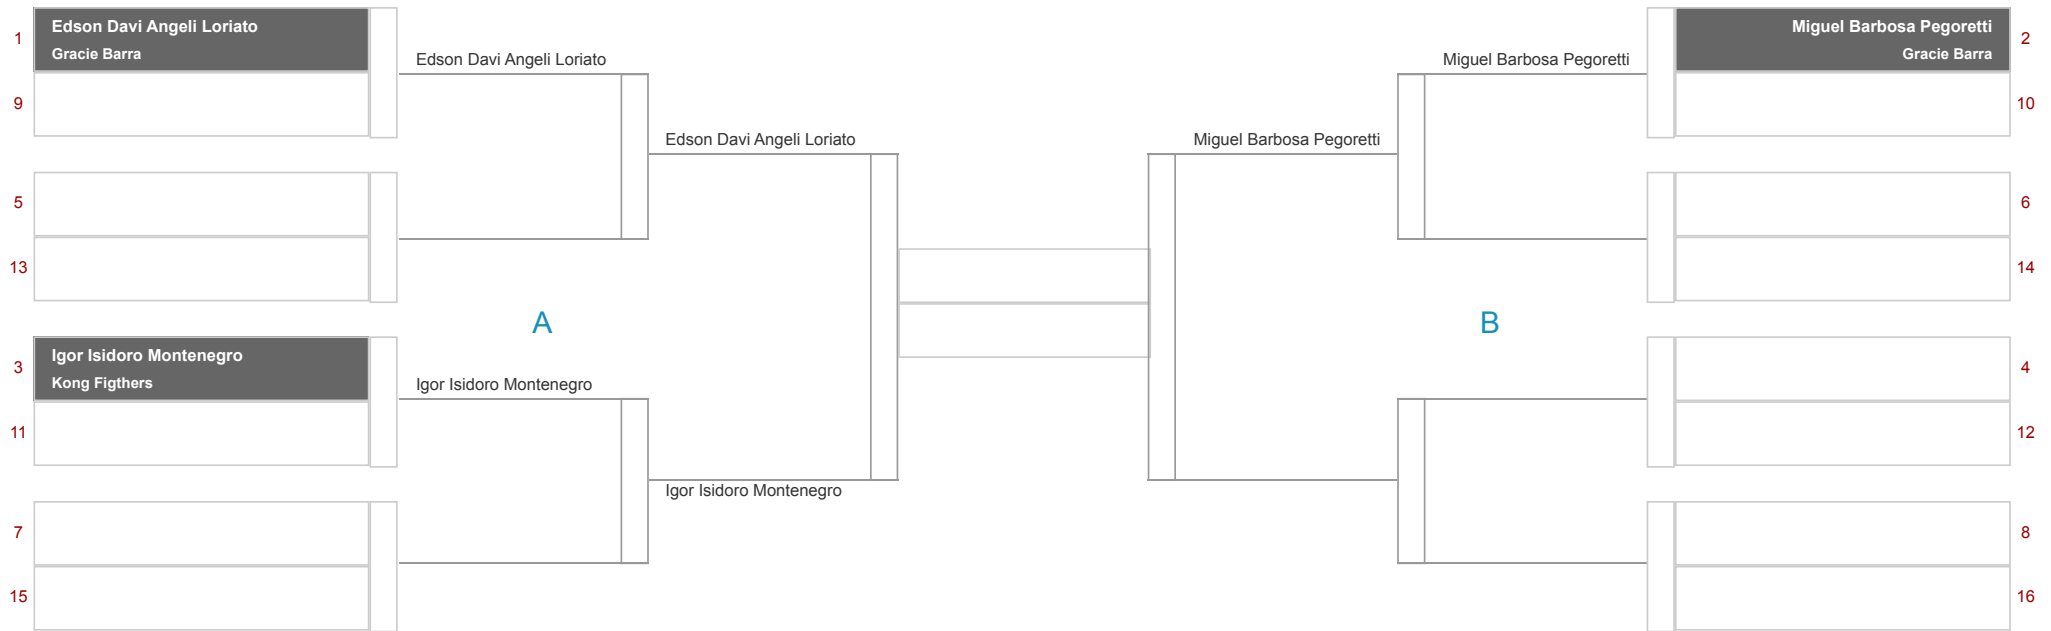 1
Edson Davi Angeli Loriato
Gracie Barra
9
5
13
3
Igor Isidoro Montenegro
Kong Figthers
11
7
15
Edson Davi Angeli Loriato
Igor Isidoro Montenegro
A
Edson Davi Angeli Loriato
Igor Isidoro Montenegro
Miguel Barbosa Pegoretti
B
Miguel Barbosa Pegoretti
Miguel Barbosa Pegoretti
Gracie Barra
2
10
6
14
4
12
8
16